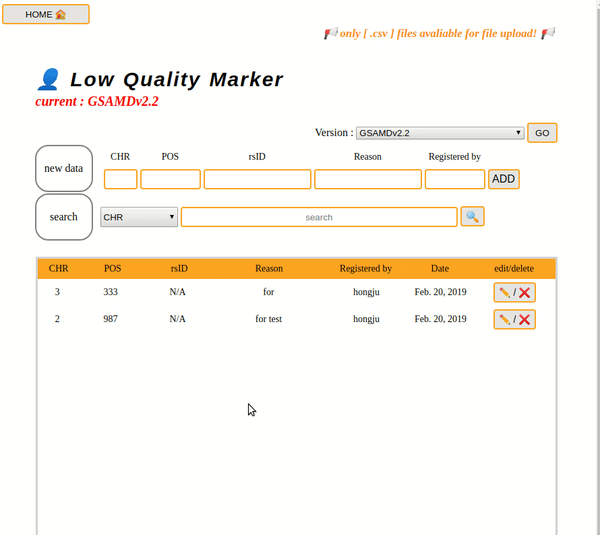 HOME
only [ .csv ] files avaliable for file upload!
Low Quality Marker
current : GSAMDv2.2
Version : GSAMDv2.2 GO
new data CHR POS rsID Reason Registered by ADD
search CHR search
CHR POS rsID Reason Registered by Date edit/delete
3 333 N/A for hongju Feb. 20, 2019 /
2 987 N/A for test hongju Feb. 20, 2019 /